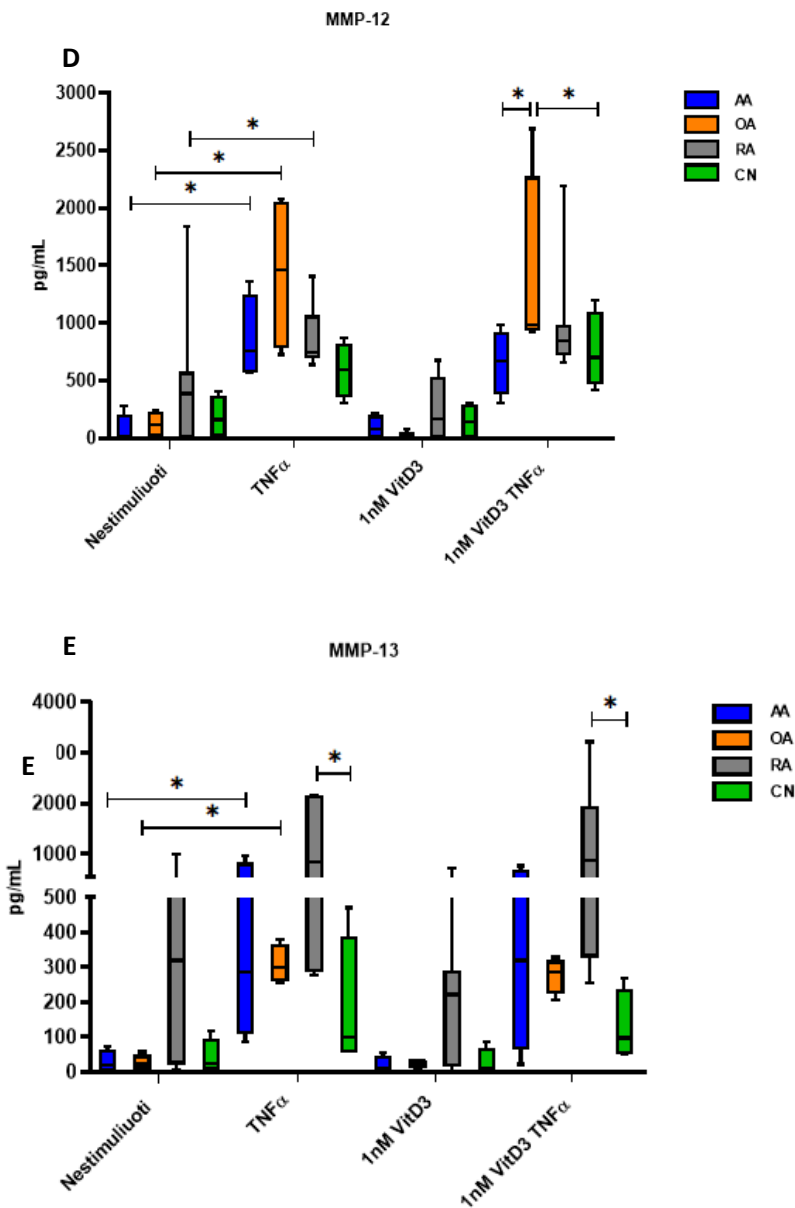 MMP-12
D
3000
2500
2000
1500
1000
500
0
pg/mL
* * * * *
AA
OA
RA
CN
Nestimuliuoti
TNFα
1nM VitD3
1nM VitD3 TNFα
E
MMP-13
E
4000
00
2000
1000
500
400
300
200
100
0
pg/mL
* * * *
AA
OA
RA
CN
Nestimuliuoti
TNFα
1nM VitD3
1nM VitD3 TNFα